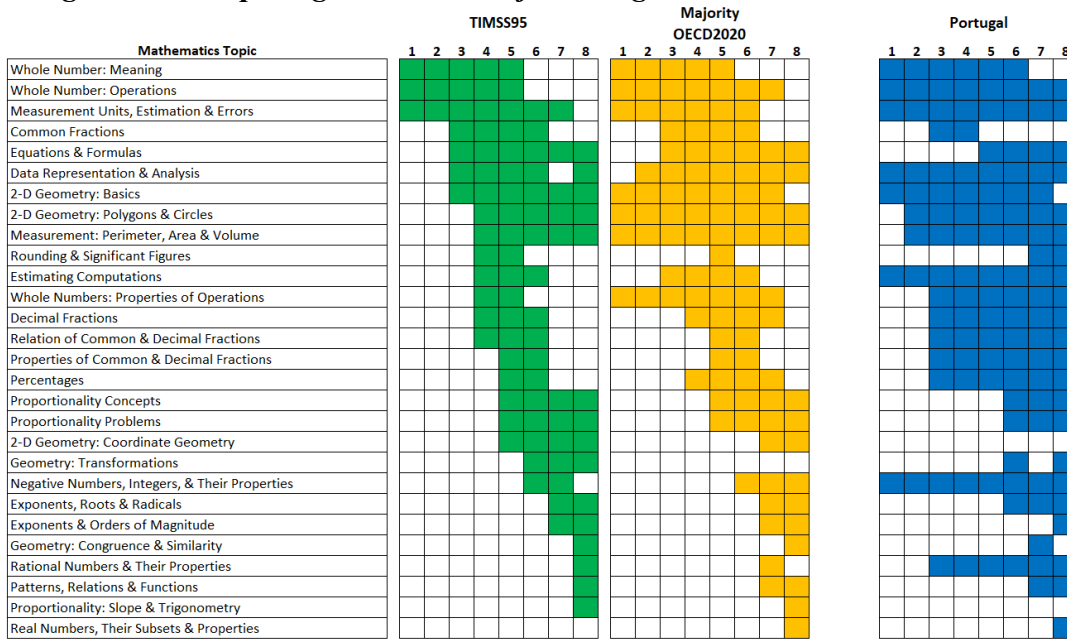 TIMSS95
Majority
OECD2020
Portugal
Mathematics Topic 1 2 3 4 5 6 7 8 1 2 3 4 5 6 7 8 1 2 3 4 5 6 7 8
Whole Number: Meaning
Whole Number: Operations
Measurement Units, Estimation & Errors
Common Fractions
Equations & Formulas
Data Representation & Analysis
2-D Geometry: Basics
2-D Geometry: Polygons & Circles
Measurement: Perimeter, Area & Volume
Rounding & Significant Figures
Estimating Computations
Whole Numbers: Properties of Operations
Decimal Fractions
Relation of Common & Decimal Fractions
Properties of Common & Decimal Fractions
Percentages
Proportionality Concepts
Proportionality Problems
2-D Geometry: Coordinate Geometry
Geometry: Transformations
Negative Numbers, Integers, & Their Properties
Exponents, Roots & Radicals
Exponents & Orders of Magnitude
Geometry: Congruence & Similarity
Rational Numbers & Their Properties
Patterns, Relations & Functions
Proportionality: Slope & Trigonometry
Real Numbers, Their Subsets & Properties